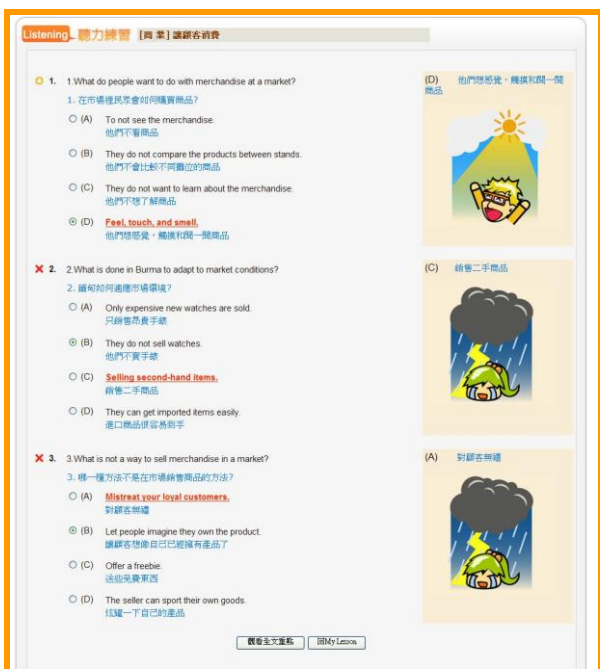 Listening 聽力練習 [商 業] 讓顧客消費
1. 1.What do people want to do with merchandise at a market?
1. 在市場裡民眾會如何購買商品?
(A) To not see the merchandise.
他們不看商品
(B) They do not compare the products between stands.
他們不會比較不同攤位的商品
(C) They do not want to learn about the merchandise.
他們不想了解商品
(D) Feel, touch, and smell.
他們想感覺，觸摸和聞一聞商品
(D) 他們想感覺，觸摸和聞一聞
商品
2. 2.What is done in Burma to adapt to market conditions?
2. 緬甸如何適應市場環境?
(A) Only expensive new watches are sold.
只銷售昂貴手錶
(B) They do not sell watches.
他們不賣手錶
(C) Selling second-hand items.
銷售二手商品
(D) They can get imported items easily.
進口商品很容易到手
(C) 銷售二手商品
3. 3.What is not a way to sell merchandise in a market?
3. 哪一種方法不是在市場銷售商品的方法?
(A) Mistreat your loyal customers.
對顧客無禮
(B) Let people imagine they own the product.
讓顧客想像自己已經擁有產品了
(C) Offer a freebie.
送些免費東西
(D) The seller can sport their own goods.
炫耀一下自己的產品
(A) 對顧客無禮
觀看全文重點 回My Lesson